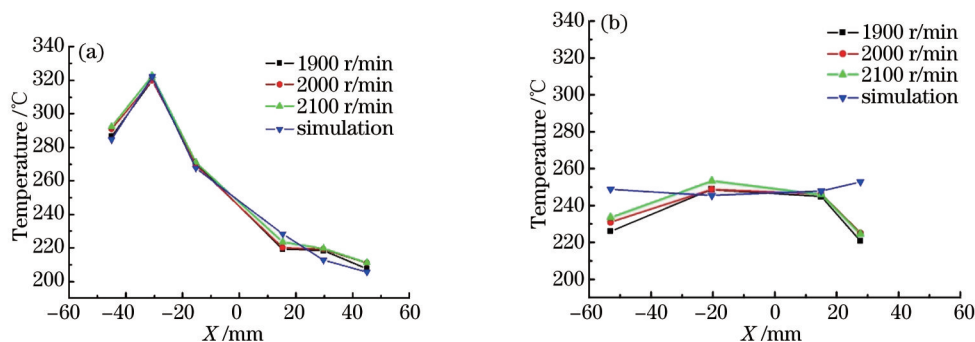 (a)
1900 r/min
2000 r/min
2100 r/min
simulation
Temperature /℃
340
320
300
280
260
240
220
200
−60 −40 −20 0 20 40 60
X /mm
(b)
1900 r/min
2000 r/min
2100 r/min
simulation
Temperature /℃
340
320
300
280
260
240
220
200
−60 −40 −20 0 20 40 60
X /mm